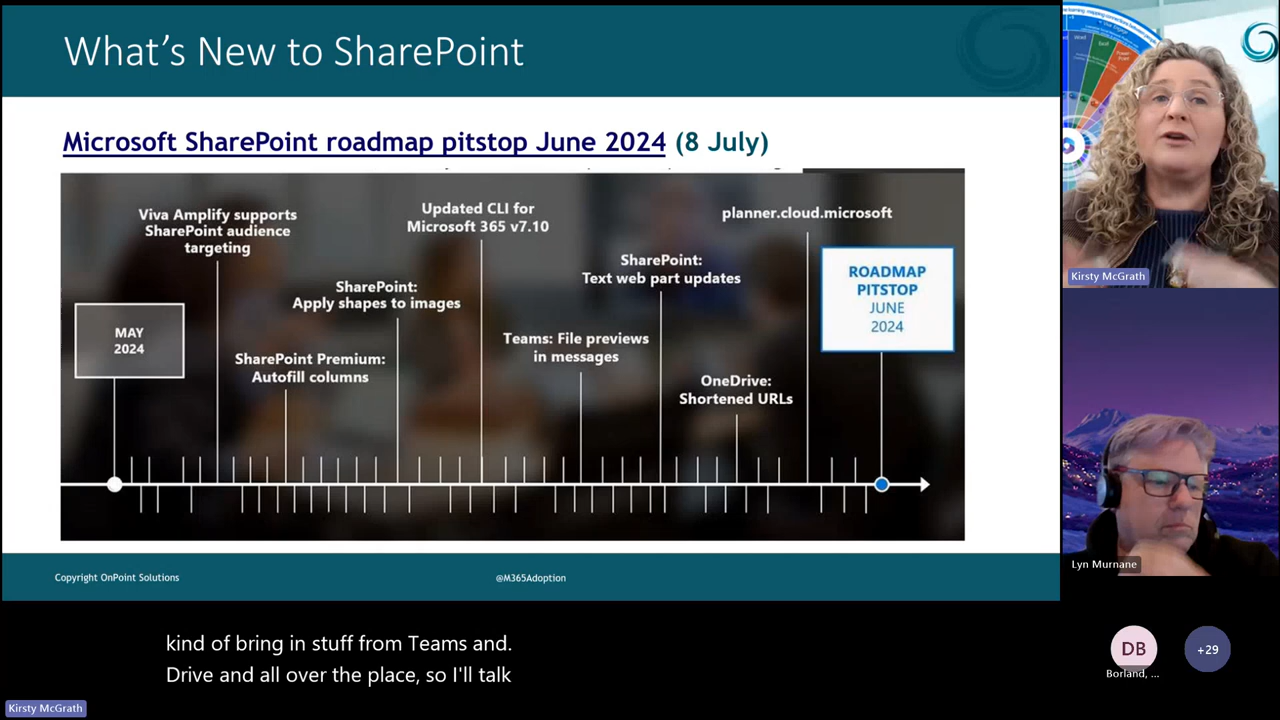 What's New to SharePoint
Microsoft SharePoint roadmap pitstop June 2024 (8 July)
Viva Amplify supports
SharePoint audience
targeting
Updated CLI for
Microsoft 365 v7.10
planner.cloud.microsoft
SharePoint:
Apply shapes to images
SharePoint:
Text web part updates
ROADMAP
PITSTOP
JUNE
2024
MAY
2024
SharePoint Premium:
Autofill columns
Teams: File previews
in messages
OneDrive:
Shortened URLs
Copyright OnPoint Solutions
@M365Adoption
Kirsty McGrath
Lyn Murnane
DB
Borland, ...
+29
kind of bring in stuff from Teams and.
Drive and all over the place, so I'll talk
Kirsty McGrath